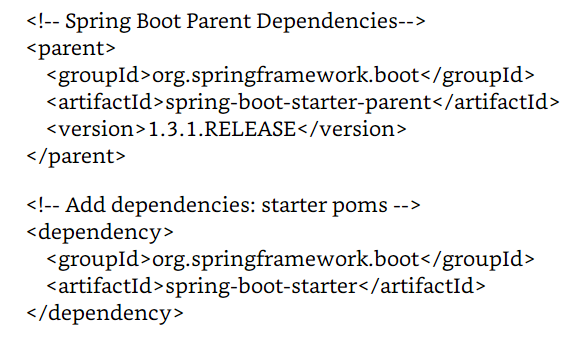 <!-- Spring Boot Parent Dependencies-->
<parent>
<groupId>org.springframework.boot</groupId>
<artifactId>spring-boot-starter-parent</artifactId>
<version>1.3.1.RELEASE</version>
</parent>
<!-- Add dependencies: starter poms -->
<dependency>
<groupId>org.springframework.boot</groupId>
<artifactId>spring-boot-starter</artifactId>
</dependency>